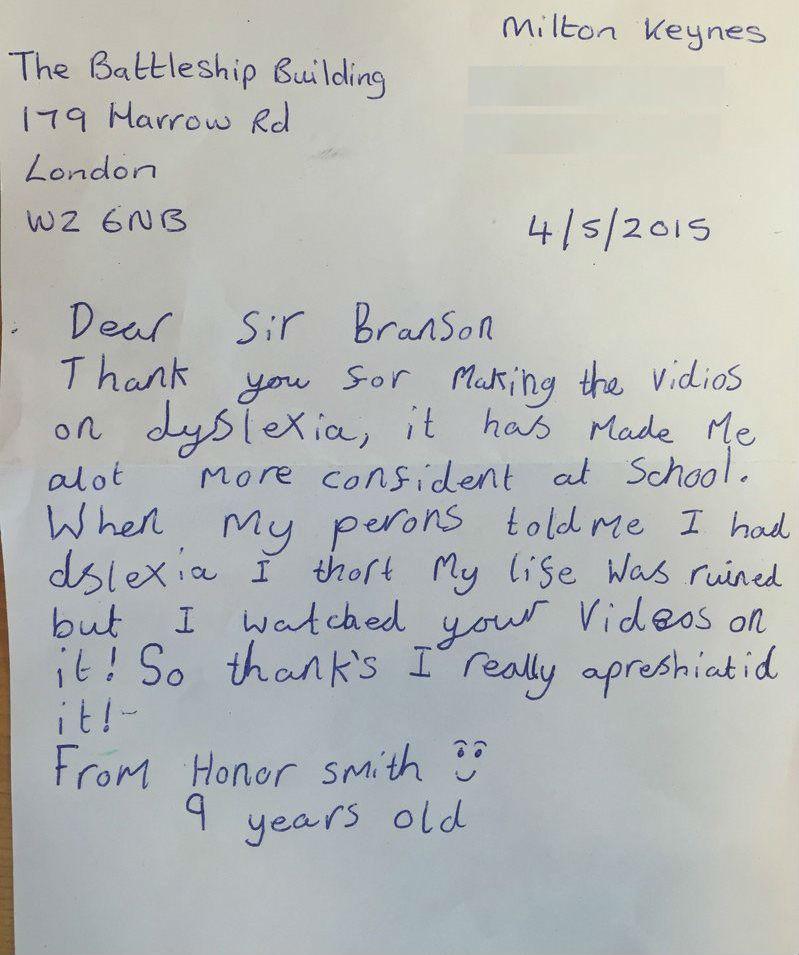 Milton Keynes
The Battleship Building
179 Harrow Rd
London
W2 6NB
4/5/2015
Dear Sir Branson
Thank you for making the vidios
on dyslexia, it has made me
alot more confident at School.
When my perons told me I had
dslexia I thort my life was ruined
but I watched your Videos on
it! So thank's I really apreshiatid
it!-
From Honor smith
9 years old